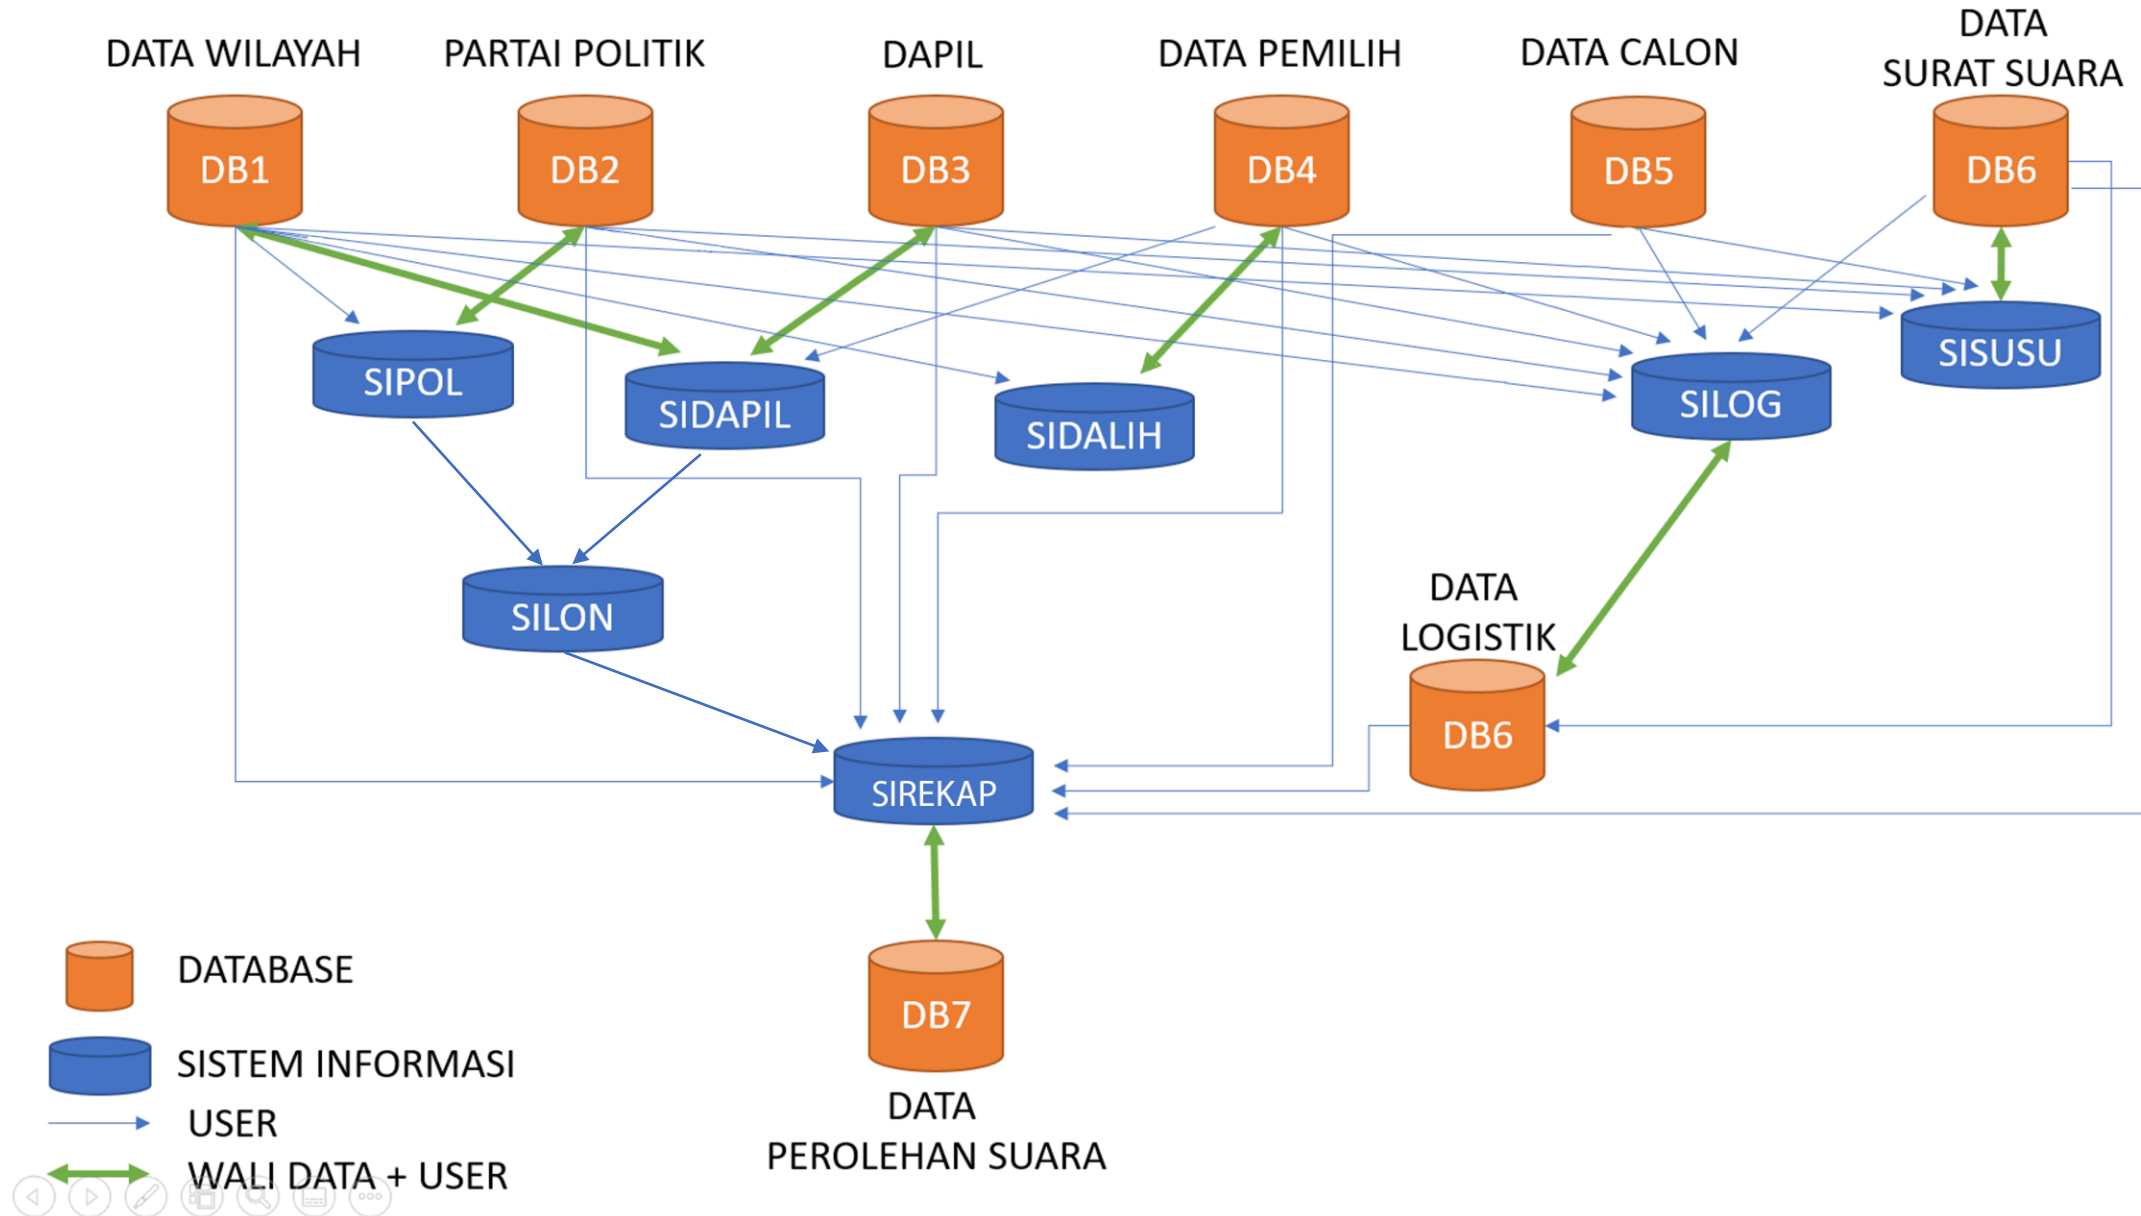 DATA WILAYAH
PARTAI POLITIK
DAPIL
DATA PEMILIH
DATA CALON
DATA
SURAT SUARA
DB1
DB2
DB3
DB4
DB5
DB6
SIPOL
SIDAPIL
SIDALIH
SILOG
SISUSU
SILON
DATA
LOGISTIK
DB6
SIREKAP
DB7
DATA
PEROLEHAN SUARA
DATABASE
SISTEM INFORMASI
USER
WALI DATA + USER